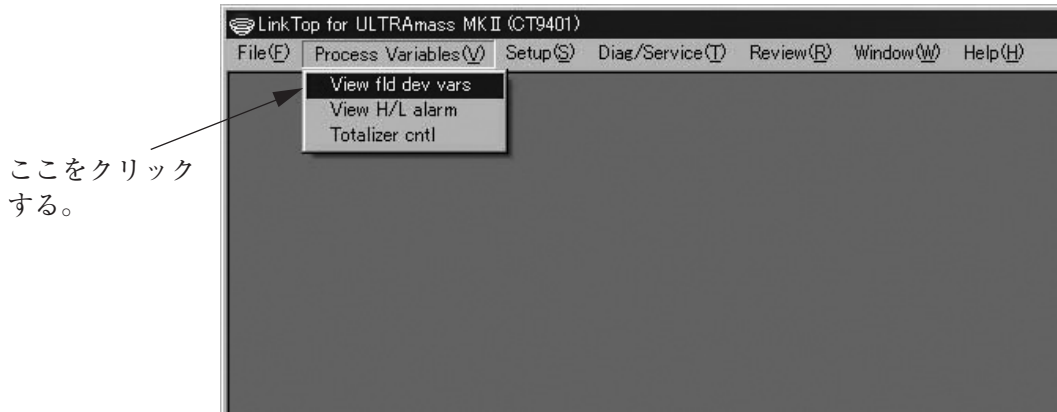 LinkTop for ULTRAmass MKⅡ (CT9401)
File(F) Process Variables(V) Setup(S) Diag/Service(T) Review(R) Window(W) Help(H)
View fld dev vars
View H/L alarm
Totalizer cntl
ここをクリック
する。